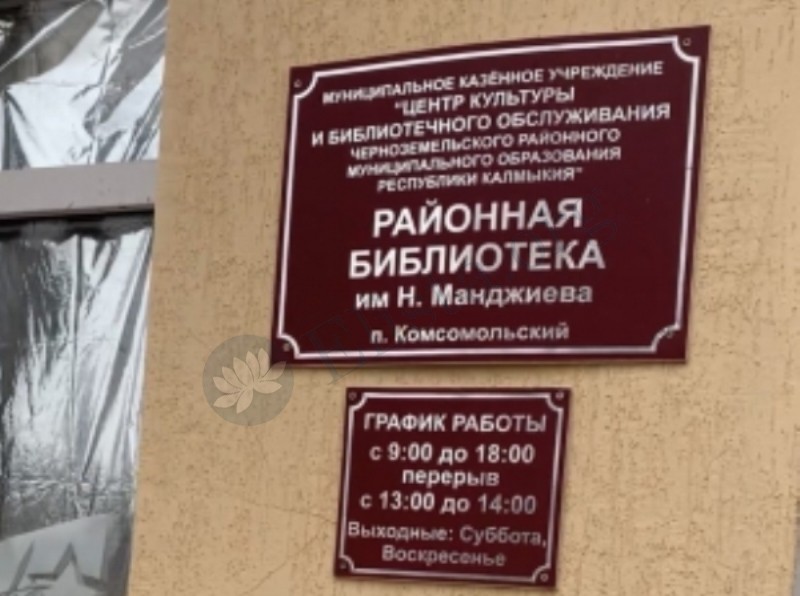 МУНИЦИПАЛЬНОЕ КАЗЁННОЕ УЧРЕЖДЕНИЕ
"ЦЕНТР КУЛЬТУРЫ
И БИБЛИОТЕЧНОГО ОБСЛУЖИВАНИЯ
ЧЕРНОЗЕМЕЛЬСКОГО РАЙОННОГО
МУНИЦИПАЛЬНОГО ОБРАЗОВАНИЯ
РЕСПУБЛИКИ КАЛМЫКИЯ"
РАЙОННАЯ
БИБЛИОТЕКА
им Н. Манджиева
п. Комсомольский
ГРАФИК РАБОТЫ
с 9:00 до 18:00
перерыв
с 13:00 до 14:00
Выходные: Суббота,
Воскресенье